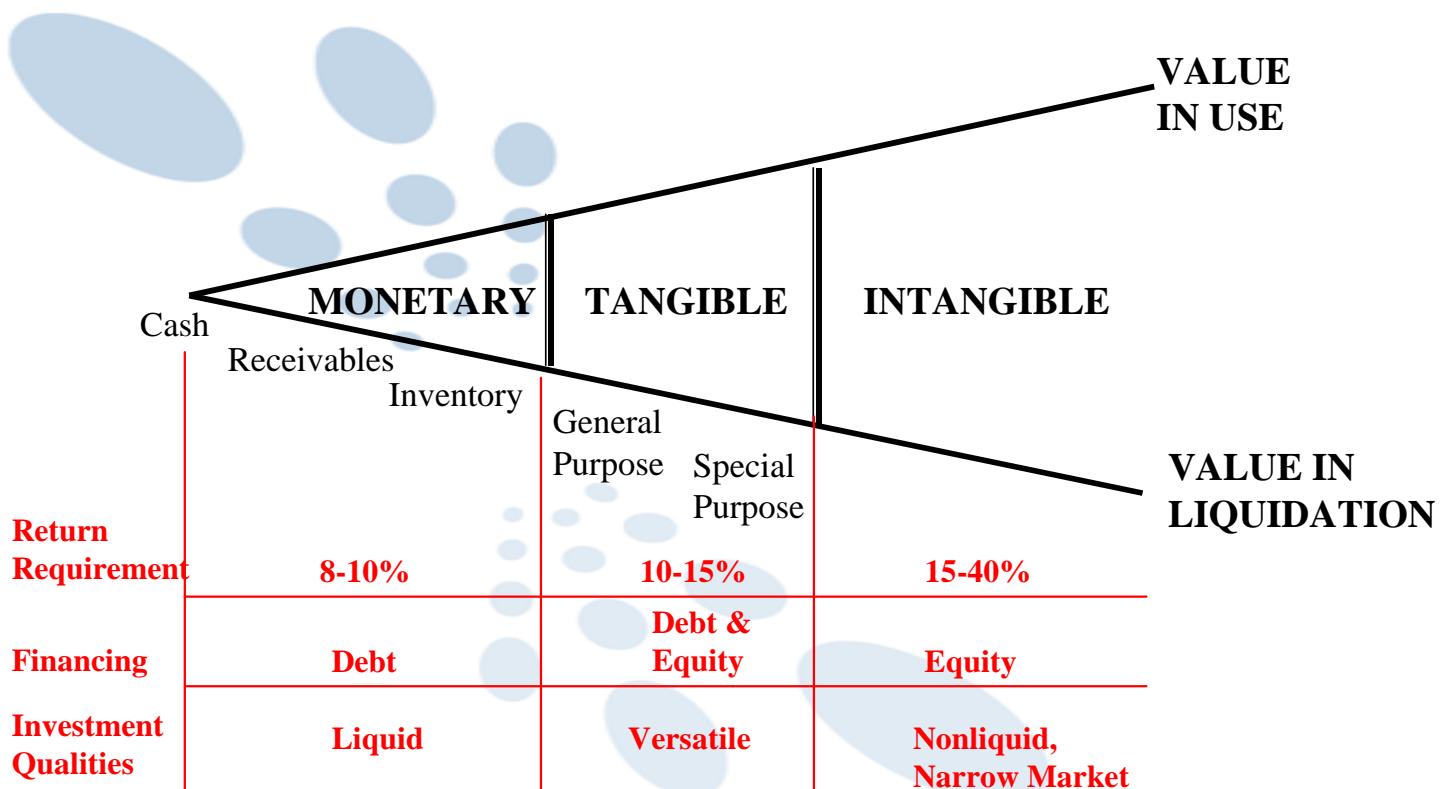 VALUE
IN USE
MONETARY
TANGIBLE
INTANGIBLE
Cash
Receivables
Inventory
General
Purpose
Special
Purpose
VALUE IN
LIQUIDATION
Return
Requirement
8-10%
10-15%
15-40%
Financing
Debt
Debt &
Equity
Equity
Investment
Qualities
Liquid
Versatile
Nonliquid,
Narrow Market